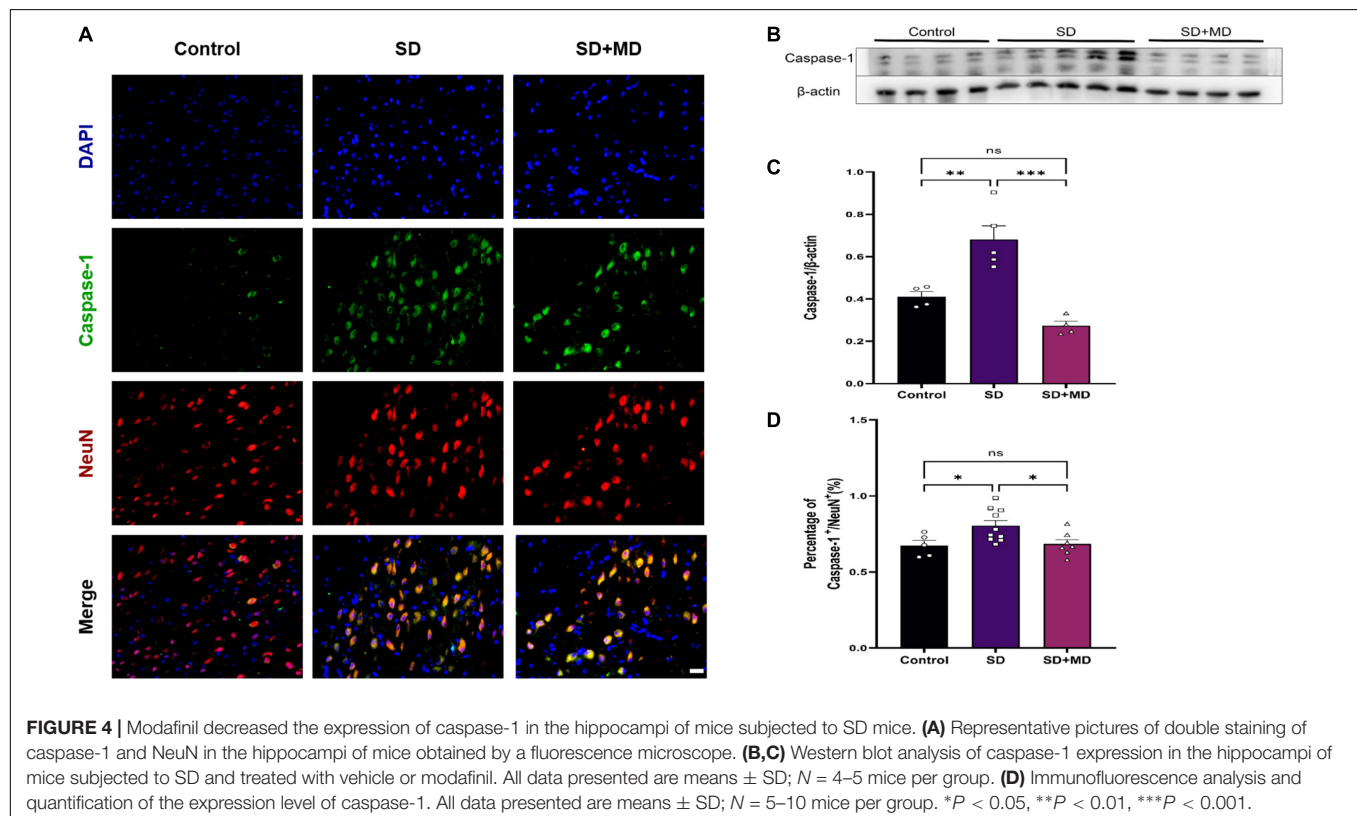 A
Control SD SD+MD
DAPI
Caspase-1
NeuN
Merge
B
Control SD SD+MD
Caspase-1
β-actin
C
ns
** ***
Caspase-1/β-actin
1.0
0.8
0.6
0.4
0.2
0.0
Control SD SD+MD
D
ns
* *
Percentage of
Caspase-1⁺/NeuN⁺(%)
1.5
1.0
0.5
0.0
Control SD SD+MD
FIGURE 4 | Modafinil decreased the expression of caspase-1 in the hippocampi of mice subjected to SD mice. (A) Representative pictures of double staining of
caspase-1 and NeuN in the hippocampi of mice obtained by a fluorescence microscope. (B,C) Western blot analysis of caspase-1 expression in the hippocampi of
mice subjected to SD and treated with vehicle or modafinil. All data presented are means ± SD; N = 4–5 mice per group. (D) Immunofluorescence analysis and
quantification of the expression level of caspase-1. All data presented are means ± SD; N = 5–10 mice per group. *P < 0.05, **P < 0.01, ***P < 0.001.